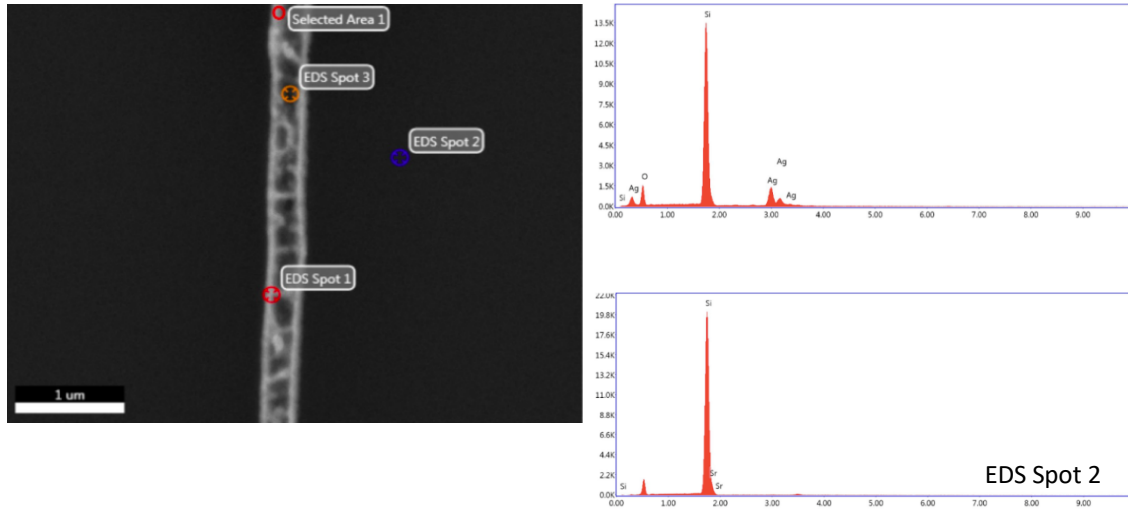 Selected Area 1
EDS Spot 3
EDS Spot 2
EDS Spot 1
1 um
13.5K
12.0K
10.5K
9.0K
7.5K
6.0K
4.5K
3.0K
1.5K
0.0K
Si
Ag
O
Si
Ag
Ag
Ag
0.00 1.00 2.00 3.00 4.00 5.00 6.00 7.00 8.00 9.00
22.0K
19.8K
17.6K
15.4K
13.2K
11.0K
8.8K
6.6K
4.4K
2.2K
0.0K
Si
Si
Sr
Sr
EDS Spot 2
0.00 1.00 2.00 3.00 4.00 5.00 6.00 7.00 8.00 9.00